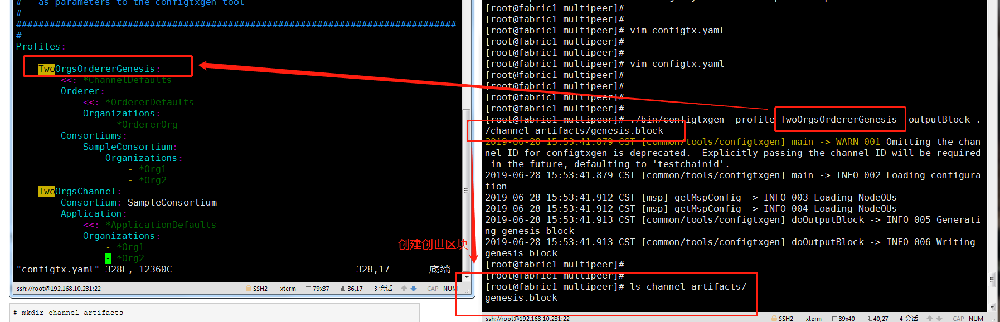 #   as parameters to the configtxgen tool
#
################################################################################
#
Profiles:
TwoOrgsOrdererGenesis:
<<: *ChannelDefaults
Orderer:
<<: *OrdererDefaults
Organizations:
- *OrdererOrg
Consortiums:
SampleConsortium:
Organizations:
- *Org1
- *Org2
TwoOrgsChannel:
Consortium: SampleConsortium
Application:
<<: *ApplicationDefaults
Organizations:
- *Org1
- *Org2
"configtx.yaml" 328L, 12360C 328,17 底端
ssh://root@192.168.10.231:22 SSH2 xterm 79x37 36,17 3 会话 CAP NUM
# mkdir channel-artifacts
创建创世区块
[root@fabric1 multipeer]#
[root@fabric1 multipeer]#
[root@fabric1 multipeer]# vim configtx.yaml
[root@fabric1 multipeer]#
[root@fabric1 multipeer]#
[root@fabric1 multipeer]# vim configtx.yaml
[root@fabric1 multipeer]#
[root@fabric1 multipeer]#
[root@fabric1 multipeer]#
[root@fabric1 multipeer]#
[root@fabric1 multipeer]# ./bin/configtxgen -profile TwoOrgsOrdererGenesis -outputBlock .
/channel-artifacts/genesis.block
2019-06-28 15:53:41.879 CST [common/tools/configtxgen] main -> WARN 001 Omitting the chan
nel ID for configtxgen is deprecated.  Explicitly passing the channel ID will be required
in the future, defaulting to 'testchainid'.
2019-06-28 15:53:41.879 CST [common/tools/configtxgen] main -> INFO 002 Loading configura
tion
2019-06-28 15:53:41.912 CST [msp] getMspConfig -> INFO 003 Loading NodeOUs
2019-06-28 15:53:41.912 CST [msp] getMspConfig -> INFO 004 Loading NodeOUs
2019-06-28 15:53:41.913 CST [common/tools/configtxgen] doOutputBlock -> INFO 005 Generati
ng genesis block
2019-06-28 15:53:41.913 CST [common/tools/configtxgen] doOutputBlock -> INFO 006 Writing
genesis block
[root@fabric1 multipeer]#
[root@fabric1 multipeer]#
[root@fabric1 multipeer]# ls channel-artifacts/
genesis.block
ssh://root@192.168.10.231:22 SSH2 xterm 89x40 40,27 4 会话 CAP NUM